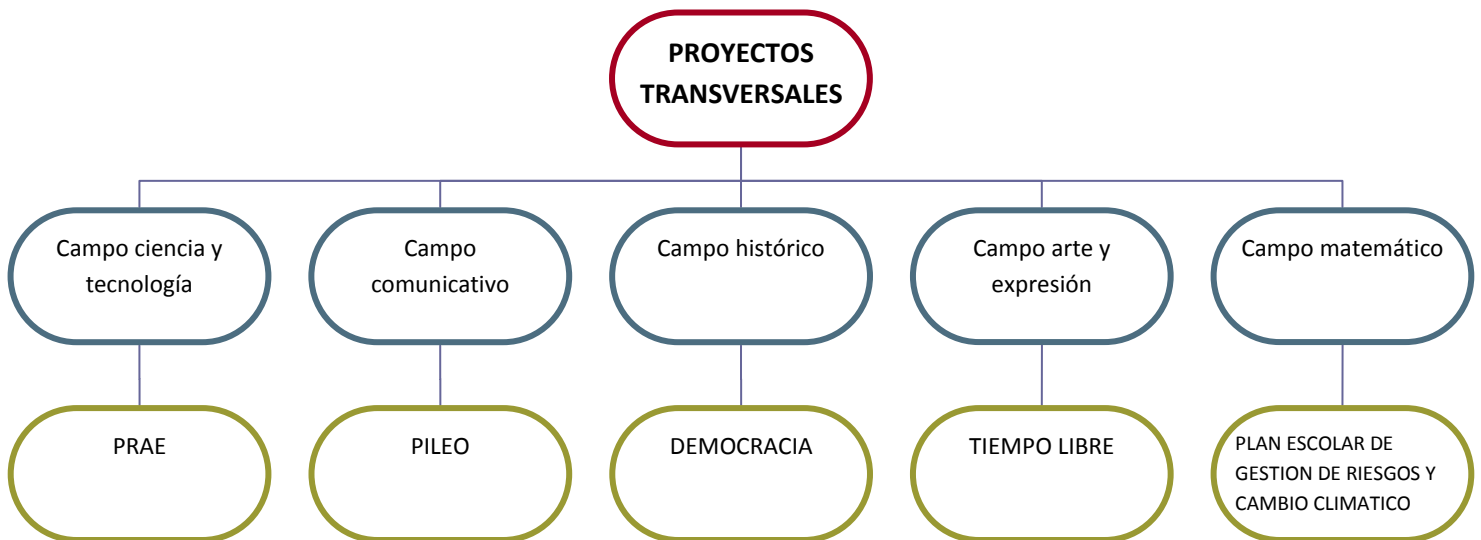 PROYECTOS
TRANSVERSALES
Campo ciencia y
tecnología
Campo
comunicativo
Campo histórico
Campo arte y
expresión
Campo matemático
PRAE
PILEO
DEMOCRACIA
TIEMPO LIBRE
PLAN ESCOLAR DE
GESTION DE RIESGOS Y
CAMBIO CLIMATICO